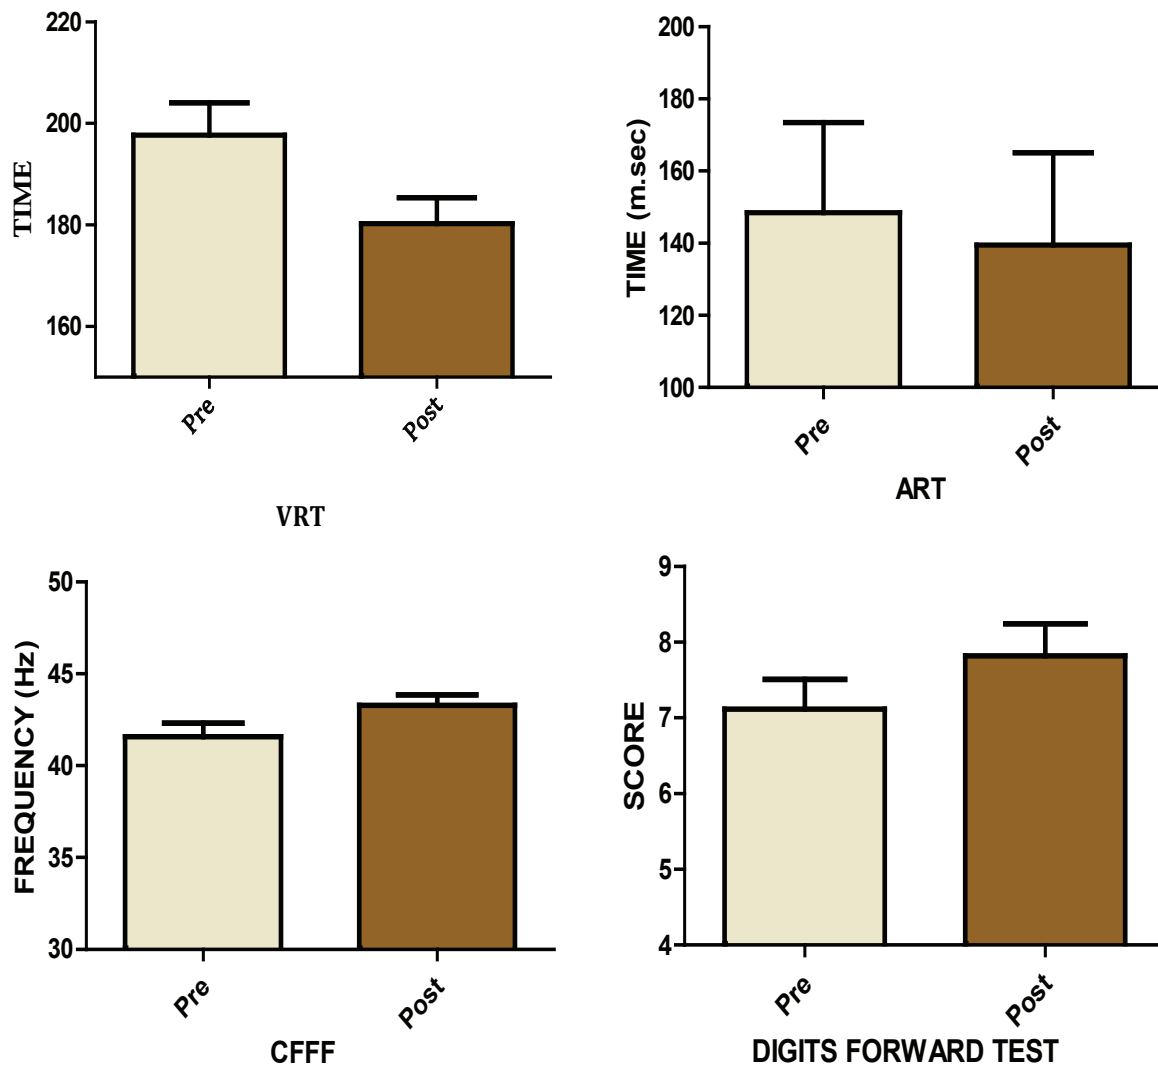 220
200
180
160
TIME
Pre
Post
VRT
200
180
160
140
120
100
TIME (m.sec)
Pre
Post
ART
50
45
40
35
30
FREQUENCY (Hz)
Pre
Post
CFFF
9
8
7
6
5
4
SCORE
Pre
Post
DIGITS FORWARD TEST